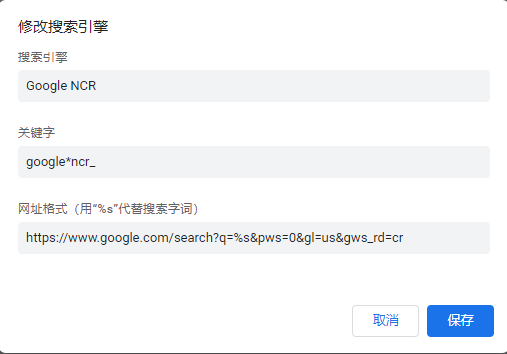 修改搜索引擎
搜索引擎
Google NCR
关键字
google*ncr_
网址格式（用“%s”代替搜索字词）
https://www.google.com/search?q=%s&pws=0&gl=us&gws_rd=cr
取消
保存